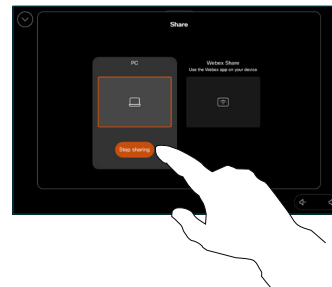 Share
PC
Webex Share
Use the Webex app on your device
Stop sharing